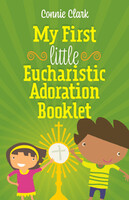 Connie Clark
My First
little
Eucharistic
Adoration
Booklet